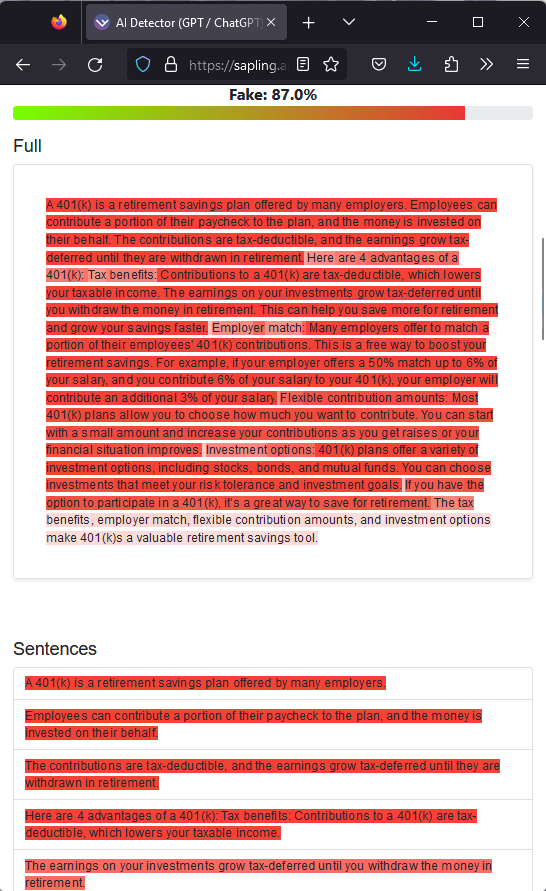 AI Detector (GPT / ChatGPT)
https://sapling.a
Fake: 87.0%
Full
A 401(k) is a retirement savings plan offered by many employers. Employees can
contribute a portion of their paycheck to the plan, and the money is invested on
their behalf. The contributions are tax-deductible, and the earnings grow tax-
deferred until they are withdrawn in retirement. Here are 4 advantages of a
401(k): Tax benefits: Contributions to a 401(k) are tax-deductible, which lowers
your taxable income. The earnings on your investments grow tax-deferred until
you withdraw the money in retirement. This can help you save more for retirement
and grow your savings faster. Employer match: Many employers offer to match a
portion of their employees' 401(k) contributions. This is a free way to boost your
retirement savings. For example, if your employer offers a 50% match up to 6% of
your salary, and you contribute 6% of your salary to your 401(k), your employer will
contribute an additional 3% of your salary. Flexible contribution amounts: Most
401(k) plans allow you to choose how much you want to contribute. You can start
with a small amount and increase your contributions as you get raises or your
financial situation improves. Investment options: 401(k) plans offer a variety of
investment options, including stocks, bonds, and mutual funds. You can choose
investments that meet your risk tolerance and investment goals. If you have the
option to participate in a 401(k), it's a great way to save for retirement. The tax
benefits, employer match, flexible contribution amounts, and investment options
make 401(k)s a valuable retirement savings tool.
Sentences
A 401(k) is a retirement savings plan offered by many employers.
Employees can contribute a portion of their paycheck to the plan, and the money is
invested on their behalf.
The contributions are tax-deductible, and the earnings grow tax-deferred until they are
withdrawn in retirement.
Here are 4 advantages of a 401(k): Tax benefits: Contributions to a 401(k) are tax-
deductible, which lowers your taxable income.
The earnings on your investments grow tax-deferred until you withdraw the money in
retirement.